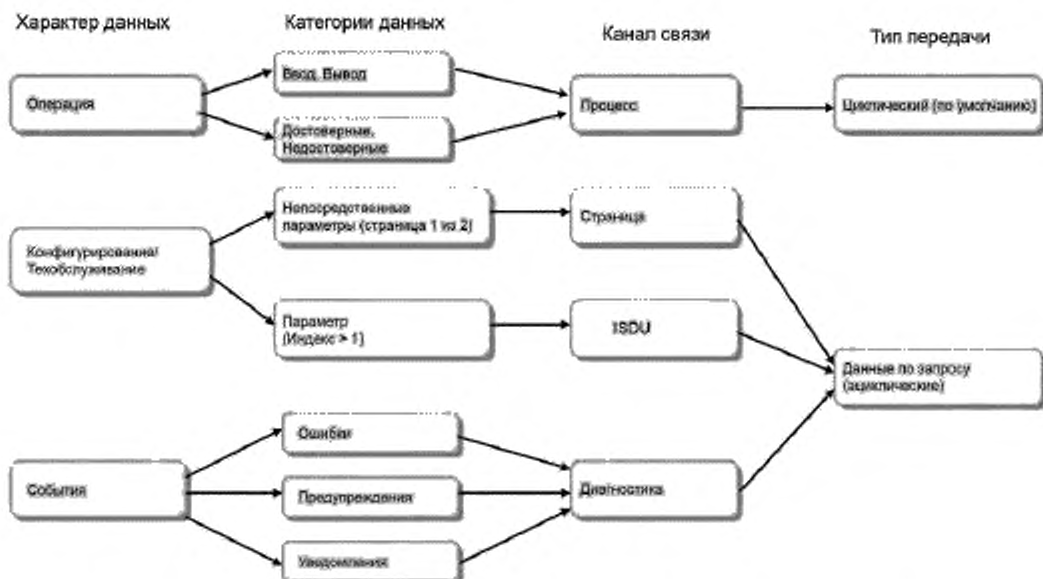 Характер данных
Категории данных
Канал связи
Тип передачи
Операция
Ввод, Вывод
Достоверные,
Недостоверные
Процесс
Циклический (по умолчанию)
Конфигурирование/
Техобслуживание
Непосредственные
параметры (страница 1 из 2)
Страница
Параметр
(Индекс > 1)
ISDU
Данные по запросу
(ациклические)
События
Ошибки
Предупреждения
Уведомления
Диагностика